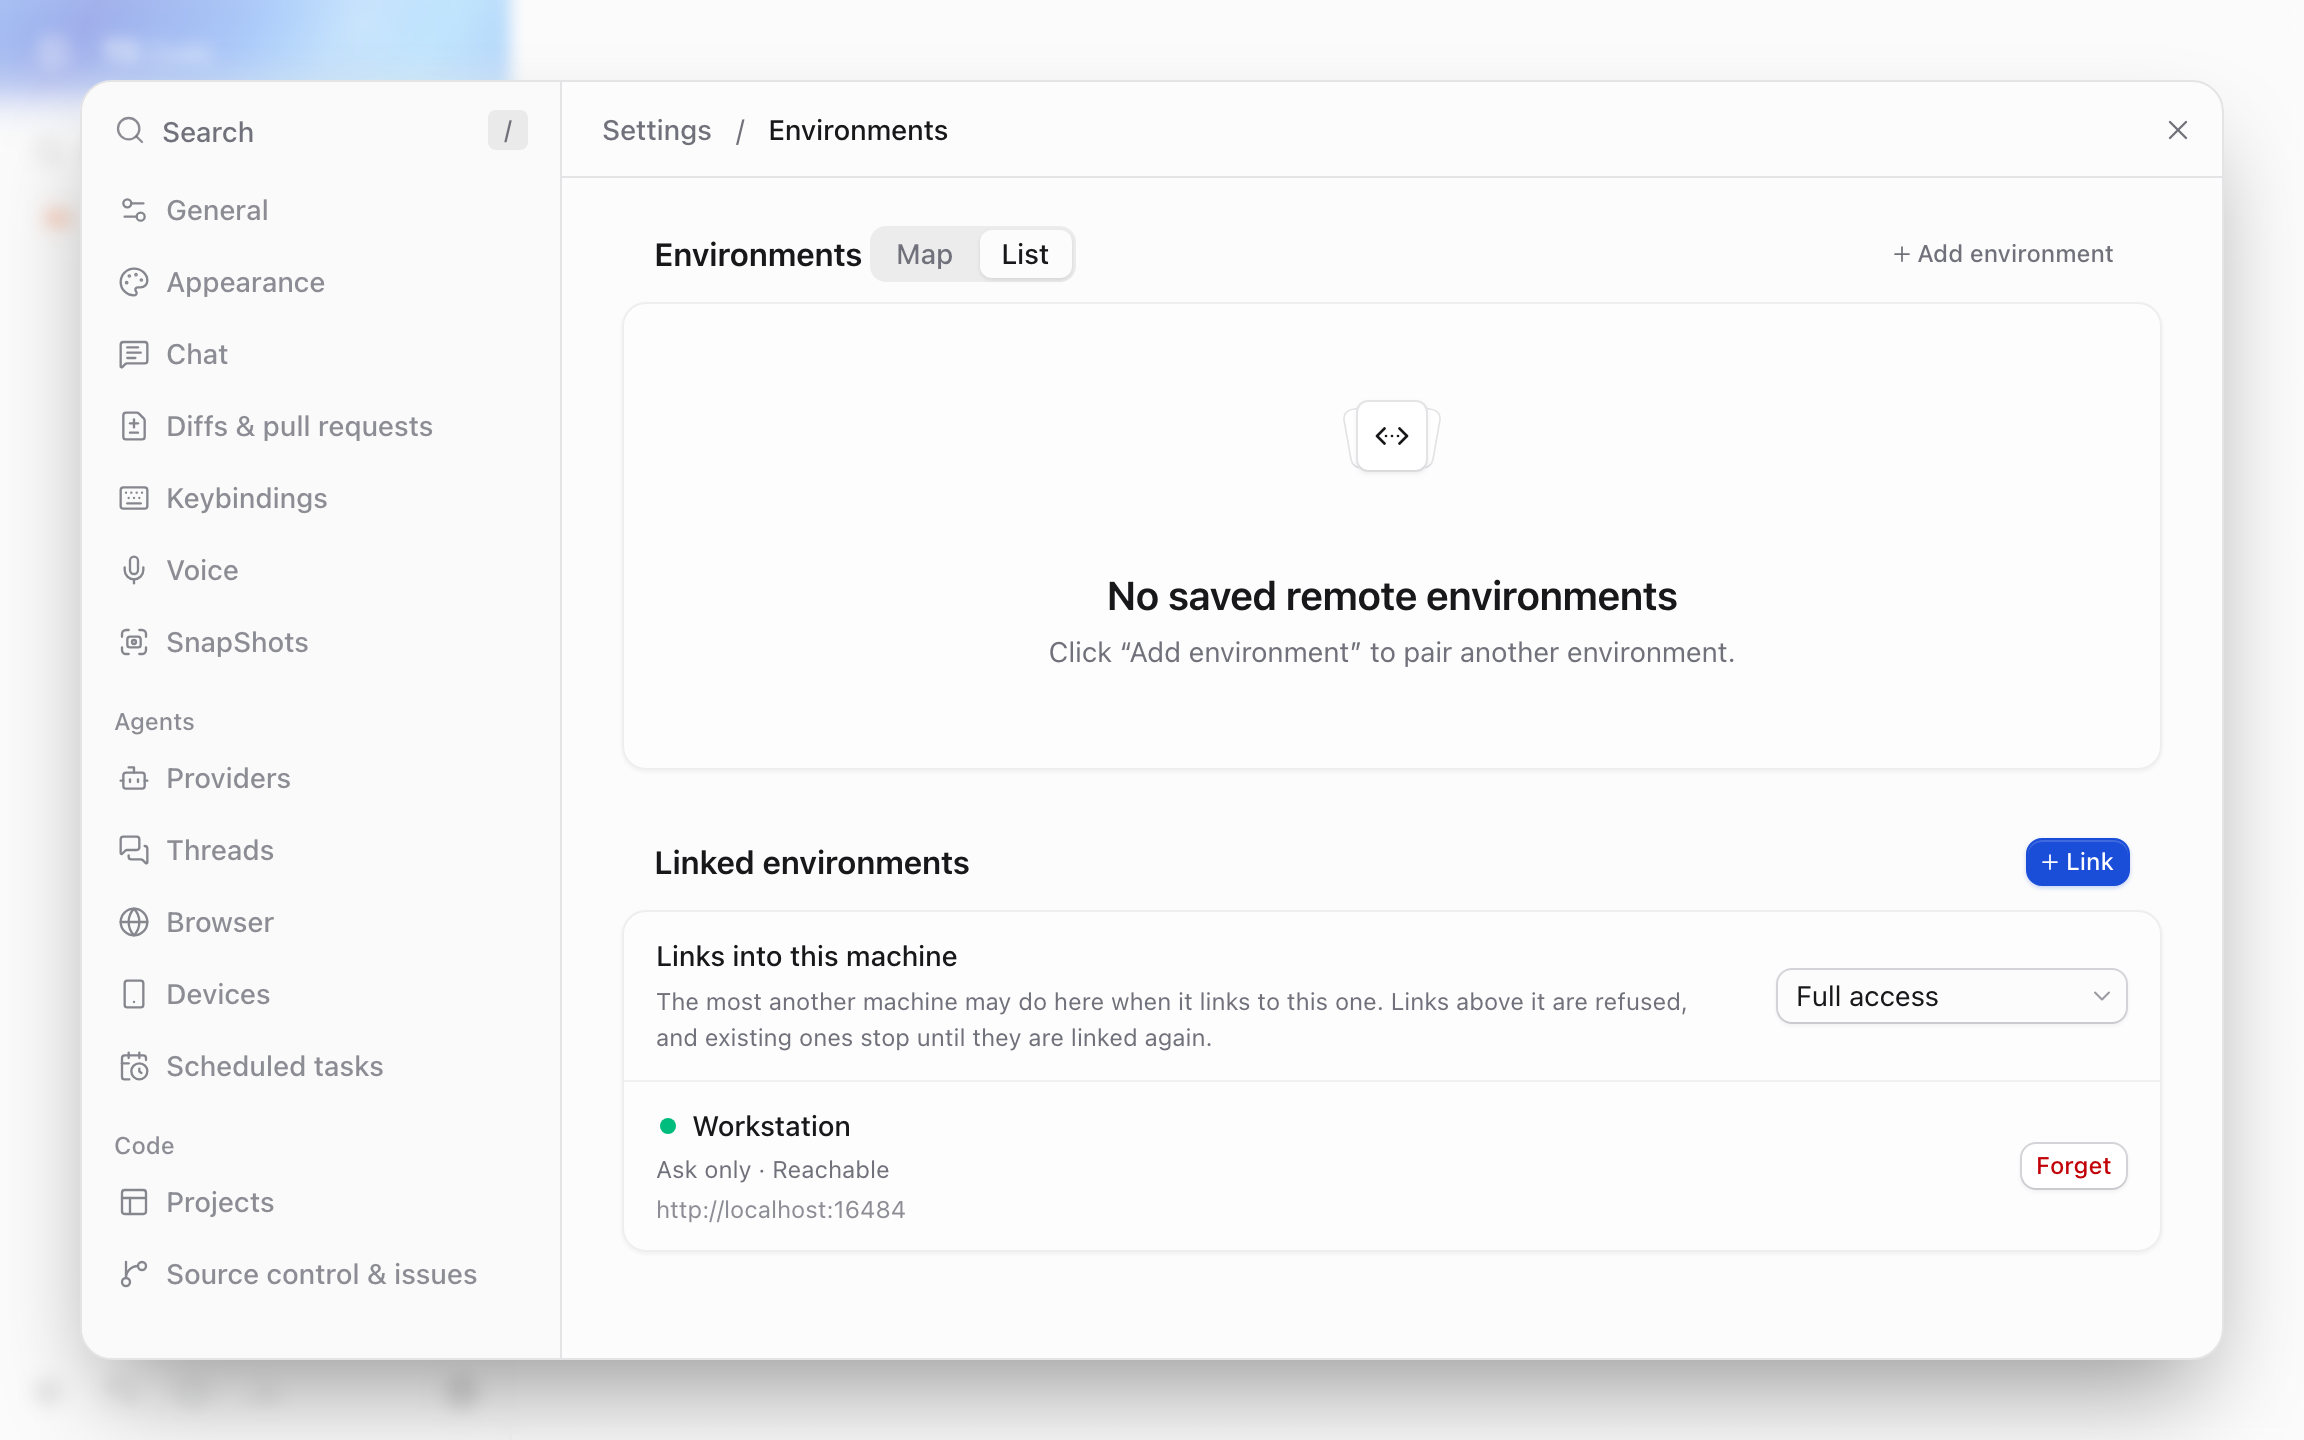 Search
/
General
Appearance
Chat
Diffs & pull requests
Keybindings
Voice
SnapShots
Agents
Providers
Threads
Browser
Devices
Scheduled tasks
Code
Projects
Source control & issues
Settings / Environments
Environments
Map
List
+ Add environment
No saved remote environments
Click “Add environment” to pair another environment.
Linked environments
+ Link
Links into this machine
The most another machine may do here when it links to this one. Links above it are refused,
and existing ones stop until they are linked again.
Full access
Workstation
Ask only · Reachable
http://localhost:16484
Forget